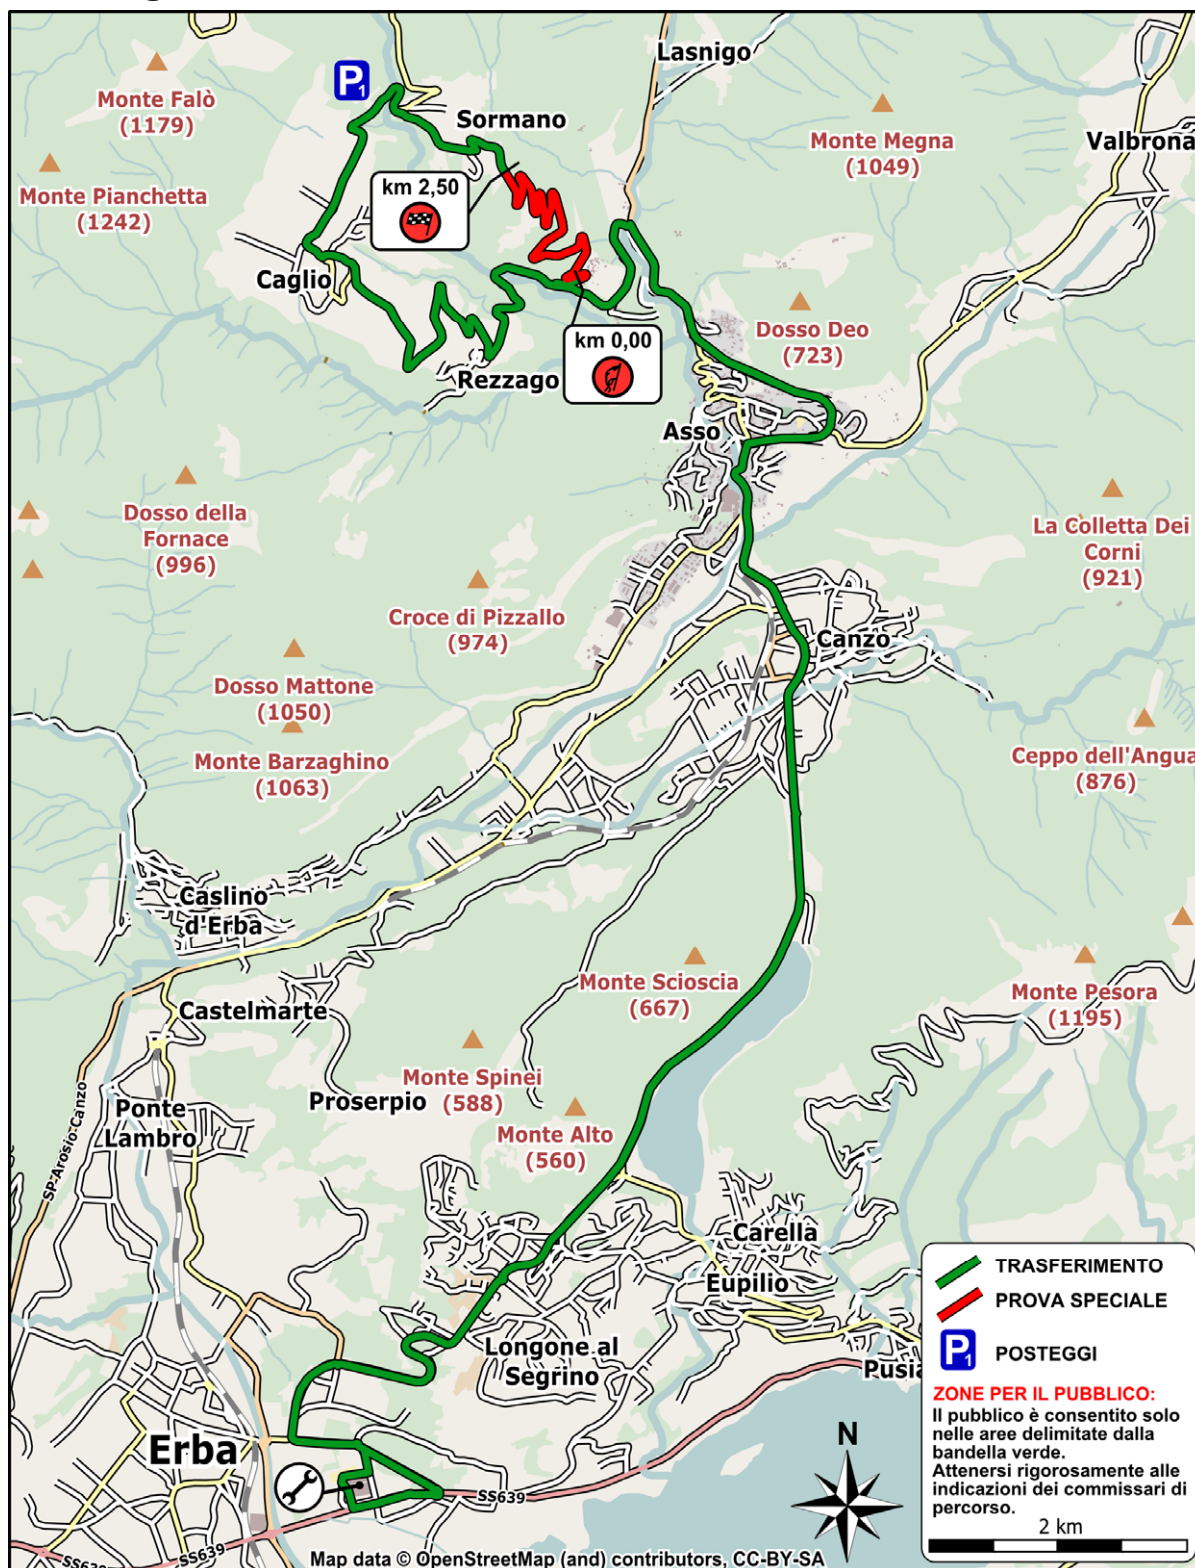 Lasnigo
P1
Monte Falò
(1179)
Sormano
Monte Megna
(1049)
Valbrona
Monte Pianchetta
(1242)
km 2,50
Caglio
Dosso Deo
(723)
km 0,00
Rezzago
Asso
Dosso della
Fornace
(996)
La Colletta Dei
Corni
(921)
Croce di Pizzallo
(974)
Canzo
Dosso Mattone
(1050)
Monte Barzaghino
(1063)
Ceppo dell'Angua
(876)
Caslino
d'Erba
Monte Scioscia
(667)
Monte Pesora
(1195)
Castelmarte
Monte Spinei
(588)
Proserpio
Ponte
Lambro
Monte Alto
(560)
SP Arosio-Canzo
Carella
Eupilio
Longone al
Segrino
Pusia
Erba
SS639
SS639
SS639
N
TRASFERIMENTO
PROVA SPECIALE
P1
POSTEGGI
ZONE PER IL PUBBLICO:
Il pubblico è consentito solo
nelle aree delimitate dalla
bandella verde.
Attenersi rigorosamente alle
indicazioni dei commissari di
percorso.
2 km
Map data © OpenStreetMap (and) contributors, CC-BY-SA